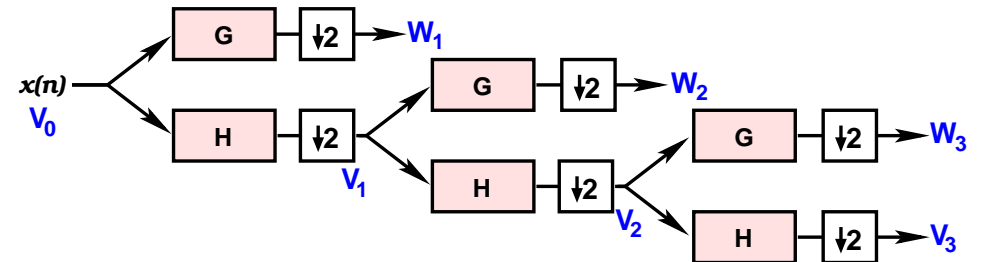 G ↓2 W1
x(n) G ↓2 W2
V0 H ↓2 G ↓2 W3
V1 H ↓2
V2 H ↓2 V3